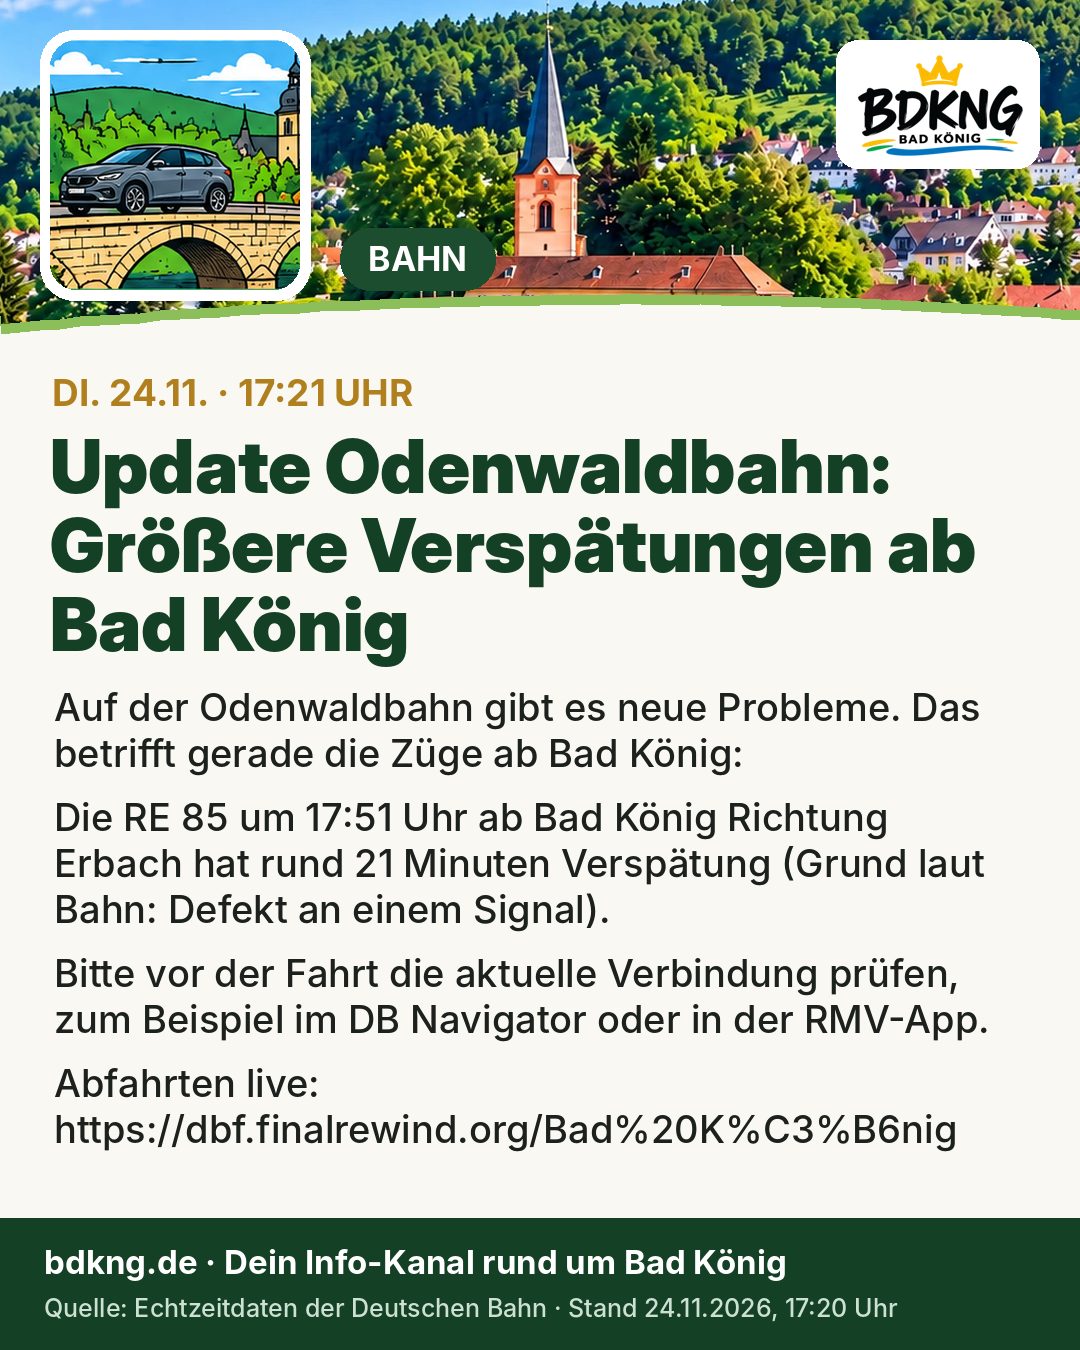 BDKNG
BAD KÖNIG
BAHN
DI. 24.11. · 17:21 UHR
Update Odenwaldbahn:
Größere Verspätungen ab
Bad König
Auf der Odenwaldbahn gibt es neue Probleme. Das
betrifft gerade die Züge ab Bad König:
Die RE 85 um 17:51 Uhr ab Bad König Richtung
Erbach hat rund 21 Minuten Verspätung (Grund laut
Bahn: Defekt an einem Signal).
Bitte vor der Fahrt die aktuelle Verbindung prüfen,
zum Beispiel im DB Navigator oder in der RMV-App.
Abfahrten live:
https://dbf.finalrewind.org/Bad%20K%C3%B6nig
bdkng.de · Dein Info-Kanal rund um Bad König
Quelle: Echtzeitdaten der Deutschen Bahn · Stand 24.11.2026, 17:20 Uhr